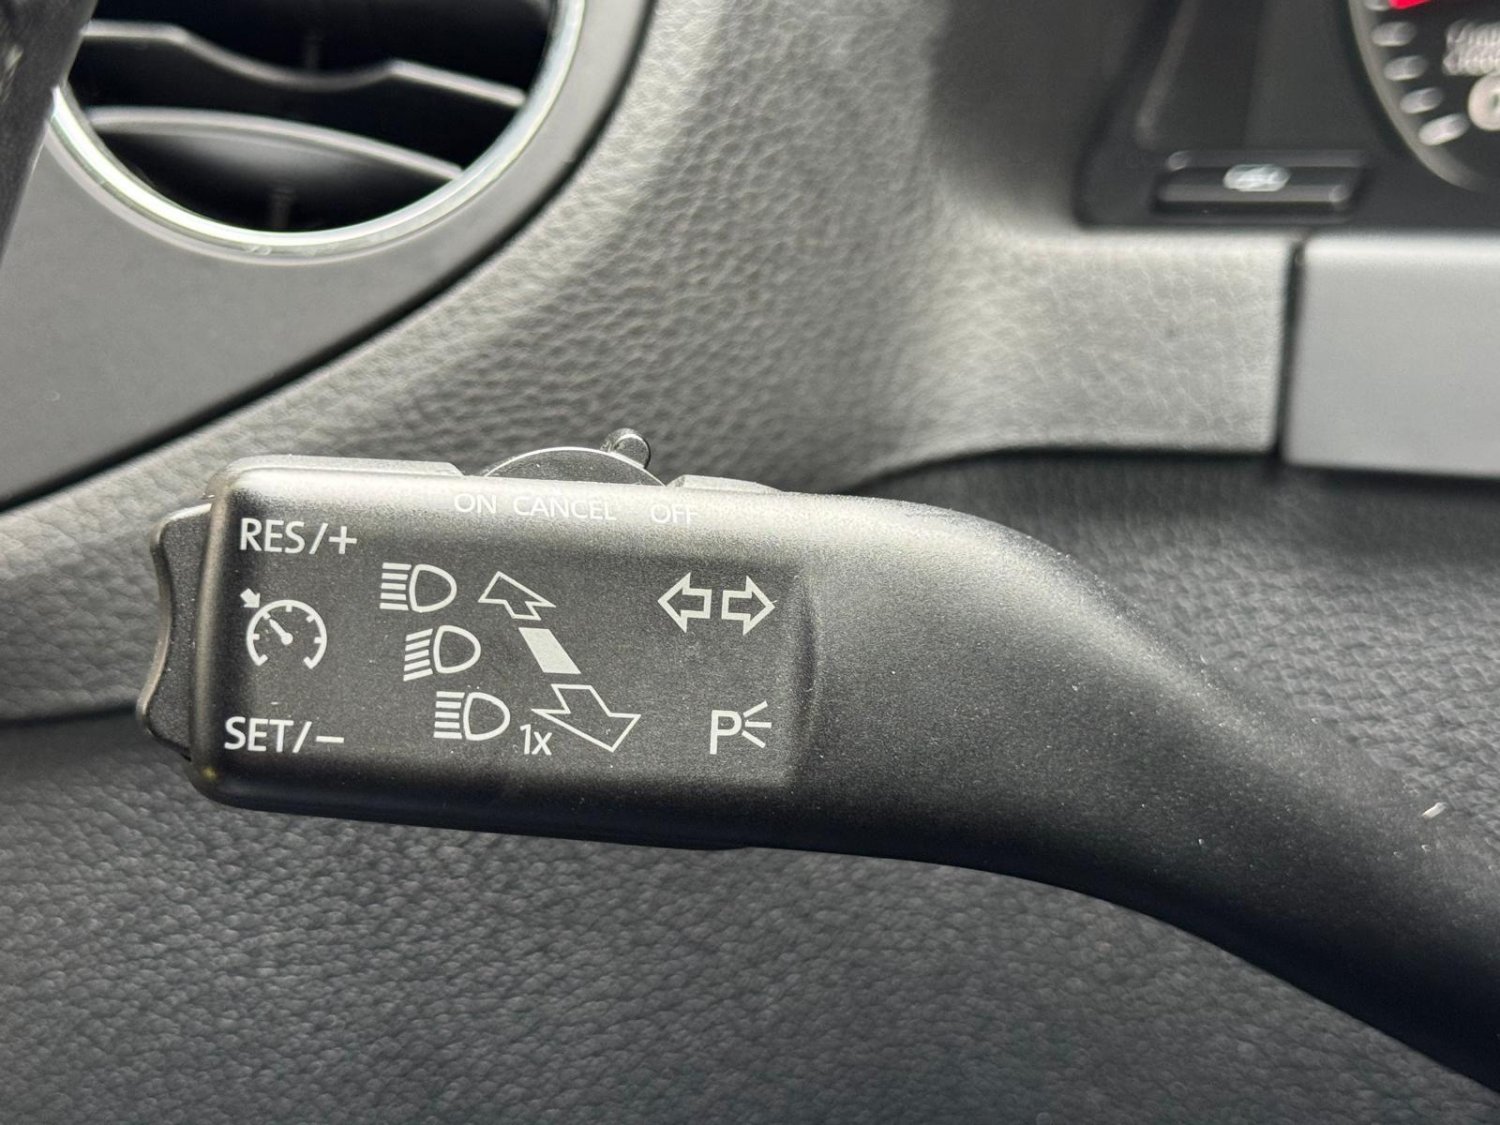 ON CANCEL OFF
RES/+
SET/−
1x
P